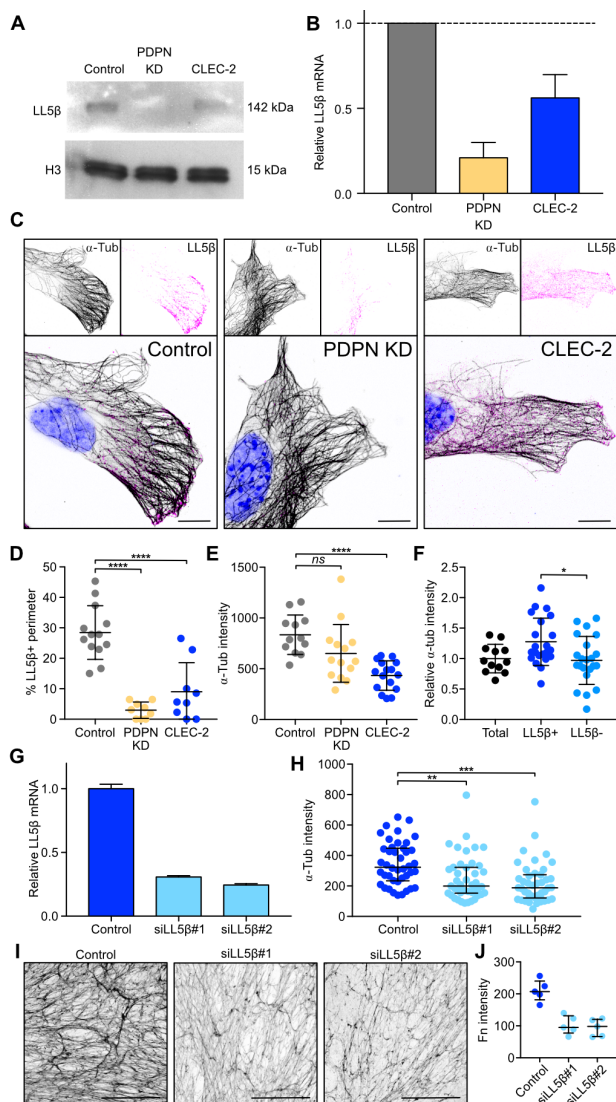 A
Control
PDPN
KD
CLEC-2
LL5β
142 kDa
H3
15 kDa
B
Relative LL5β mRNA
1.0
0.5
0.0
Control
PDPN
KD
CLEC-2
C
α-Tub
LL5β
α-Tub
LL5β
α-Tub
LL5β
Control
PDPN KD
CLEC-2
D
% LL5β+ perimeter
50
40
30
20
10
0
****
****
Control
PDPN
KD
CLEC-2
E
α-Tub intensity
1500
1000
500
0
****
ns
Control
PDPN
KD
CLEC-2
F
Relative α-tub intensity
2.5
2.0
1.5
1.0
0.5
0.0
*
Total
LL5β+
LL5β-
G
Relative LL5β mRNA
1.0
0.5
0.0
Control
siLL5β#1
siLL5β#2
H
α-Tub intensity
1000
800
600
400
200
0
***
**
Control
siLL5β#1
siLL5β#2
I
Control
siLL5β#1
siLL5β#2
J
Fn intensity
300
200
100
0
Control
siLL5β#1
siLL5β#2